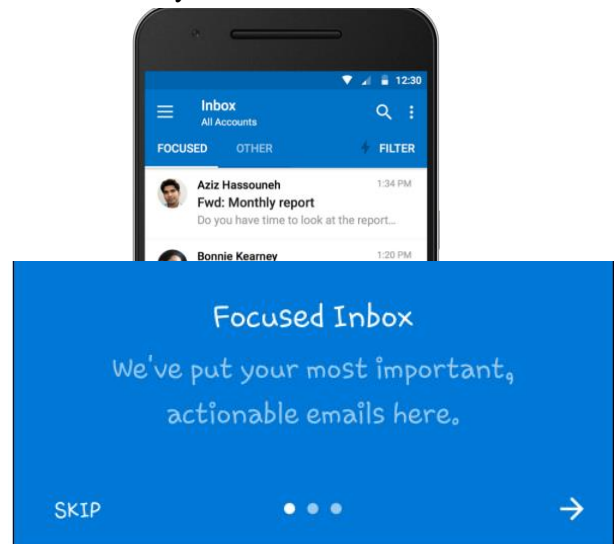 12:30
Inbox
All Accounts
FOCUSED OTHER FILTER
Aziz Hassouneh 1:34 PM
Fwd: Monthly report
Do you have time to look at the report...
Bonnie Kearney 1:20 PM
Focused Inbox
We've put your most important,
actionable emails here.
SKIP